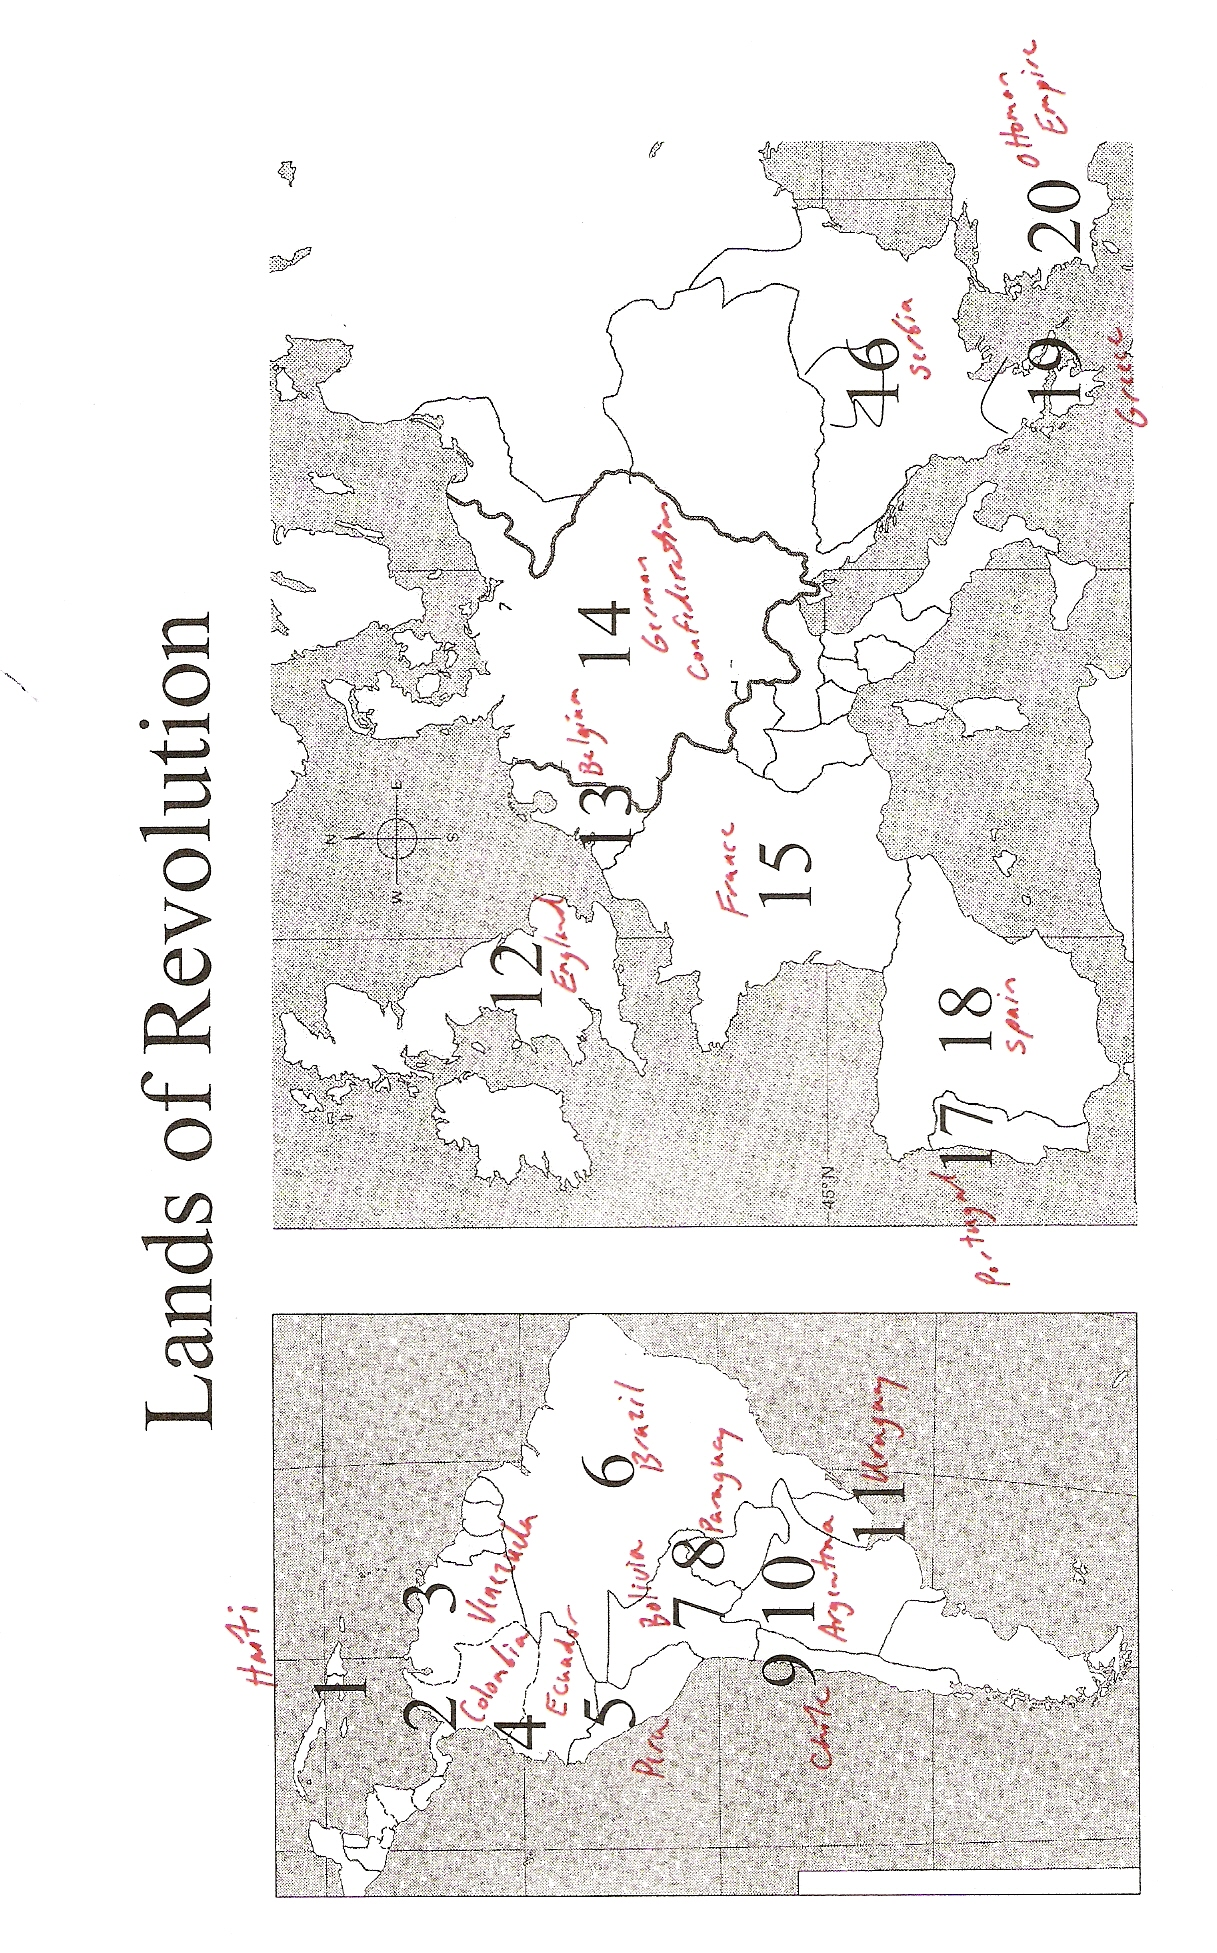 Lands of Revolution
Haiti
1
2
3
Colombia
Venezuela
4
Ecuador
5
Peru
6
Brazil
Bolivia
7
8
Paraguay
9
Chile
10
Argentina
11
Uruguay
N
W
E
S
12
England
13
Belgium
14
German
Confederation
France
15
16
Serbia
Portugal
17
18
Spain
19
Greece
20
Ottoman
Empire
45°N